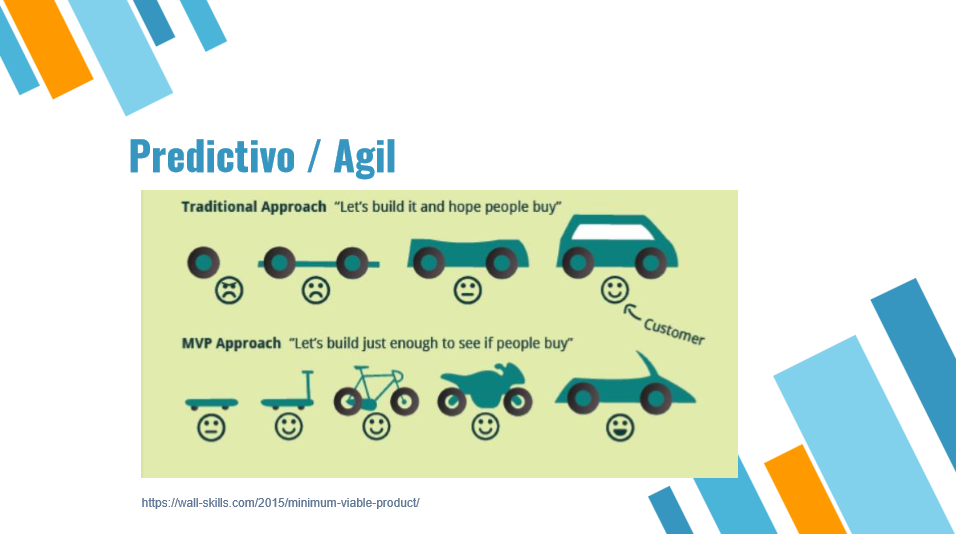 Predictivo / Agil
Traditional Approach “Let’s build it and hope people buy”
Customer
MVP Approach “Let’s build just enough to see if people buy”
https://wall-skills.com/2015/minimum-viable-product/